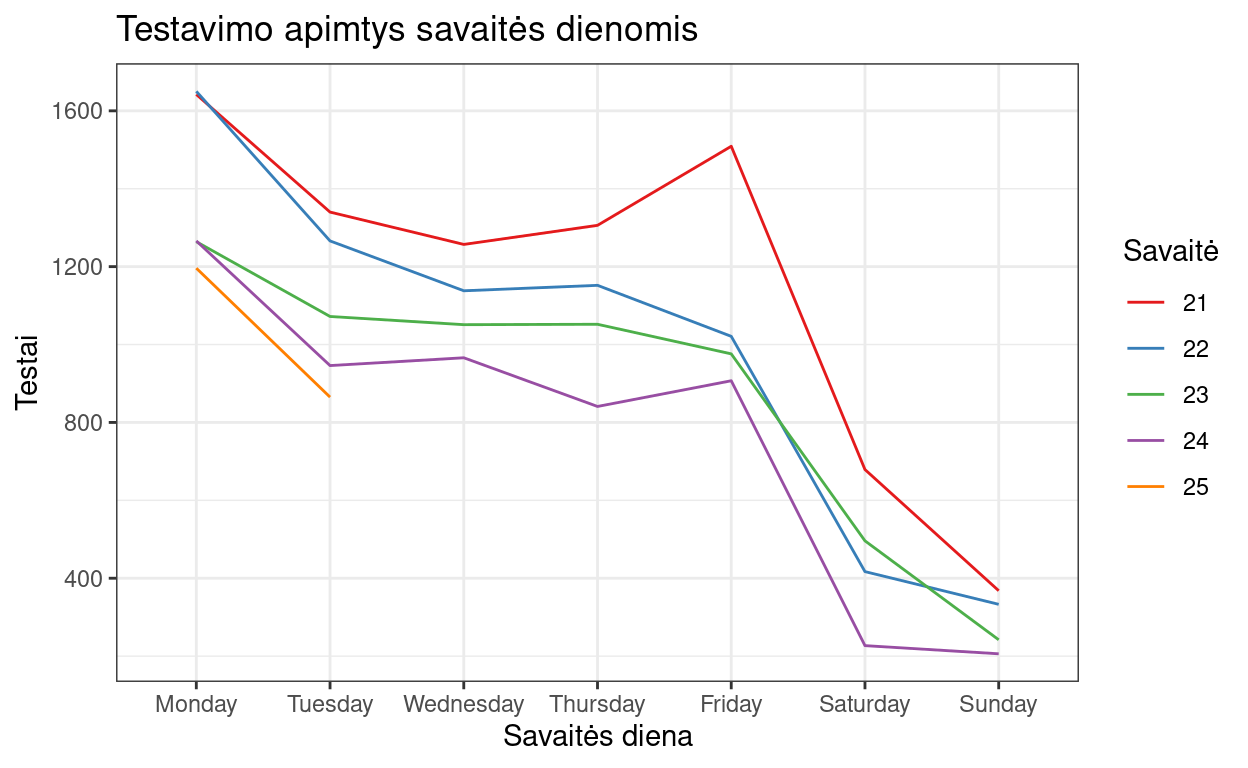 Testavimo apimtys savaitės dienomis
1600
1200
800
400
Testai
Monday Tuesday Wednesday Thursday Friday Saturday Sunday
Savaitės diena
Savaitė
21
22
23
24
25